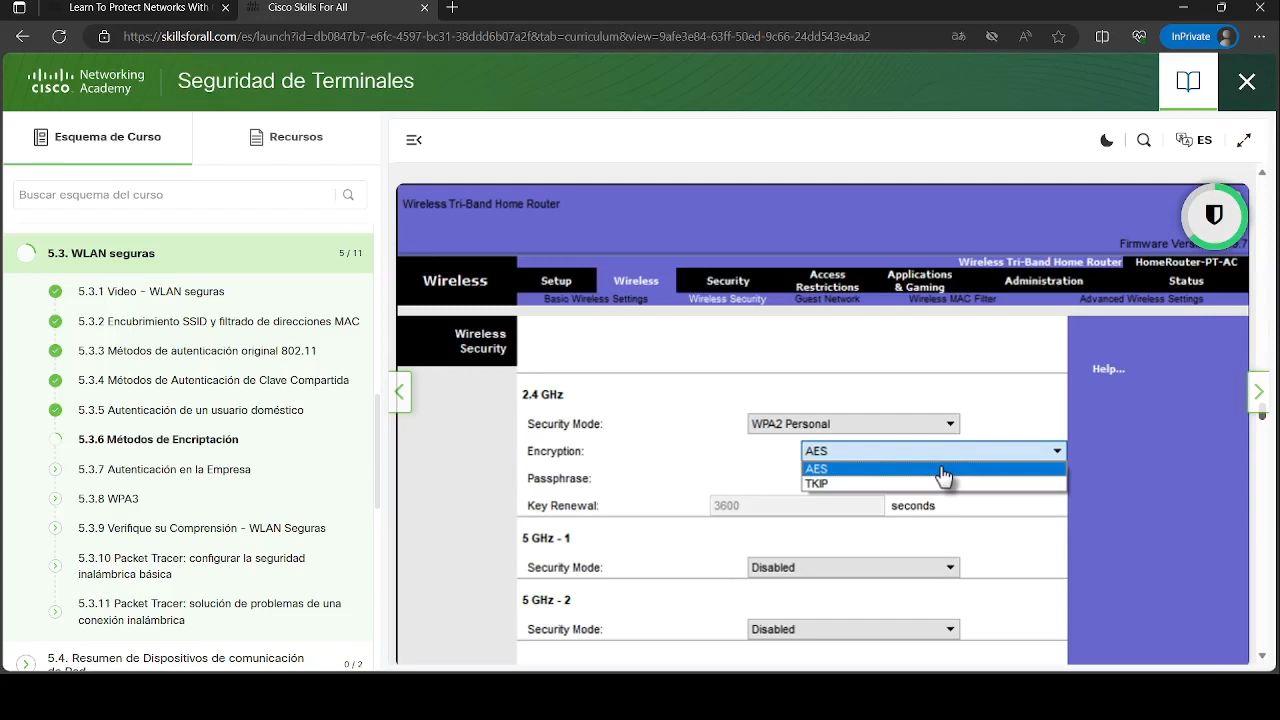 Learn To Protect Networks With
Cisco Skills For All
https://skillsforall.com/es/launch?id=db0847b7-e6fc-4597-bc31-38ddd6b07a2f&tab=curriculum&view=9afe3e84-63ff-50ed-9c66-24dd543e4aa2
InPrivate
Networking
CISCO Academy
Seguridad de Terminales
Esquema de Curso
Recursos
ES
Buscar esquema del curso
5.3. WLAN seguras
5 / 11
5.3.1 Video - WLAN seguras
5.3.2 Encubrimiento SSID y filtrado de direcciones MAC
5.3.3 Métodos de autenticación original 802.11
5.3.4 Métodos de Autenticación de Clave Compartida
5.3.5 Autenticación de un usuario doméstico
5.3.6 Métodos de Encriptación
5.3.7 Autenticación en la Empresa
5.3.8 WPA3
5.3.9 Verifique su Comprensión - WLAN Seguras
5.3.10 Packet Tracer: configurar la seguridad
inalámbrica básica
5.3.11 Packet Tracer: solución de problemas de una
conexión inalámbrica
5.4. Resumen de Dispositivos de comunicación
de Red
0 / 2
Wireless Tri-Band Home Router
Firmware
Wireless Tri-Band Home Router
HomeRouter-PT-AC
Wireless
Setup
Wireless
Security
Access
Restrictions
Applications
& Gaming
Administration
Status
Basic Wireless Settings
Wireless Security
Guest Network
Wireless MAC Filter
Advanced Wireless Settings
Wireless
Security
Help...
2.4 GHz
Security Mode:
WPA2 Personal
Encryption:
AES
AES
TKIP
Passphrase:
Key Renewal:
3600
seconds
5 GHz - 1
Security Mode:
Disabled
5 GHz - 2
Security Mode:
Disabled